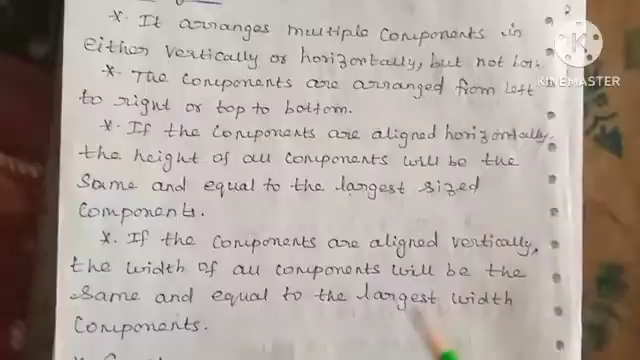 *. It arranges multiple components in
either vertically or horizontally, but not
*. The components are arranged from left
to right or top to bottom.
*. If the components are aligned horizontally,
the height of all components will be the
same and equal to the largest sized
components.
*. If the components are aligned vertically,
the width of all components will be the
same and equal to the largest width
components.
KINEMASTER